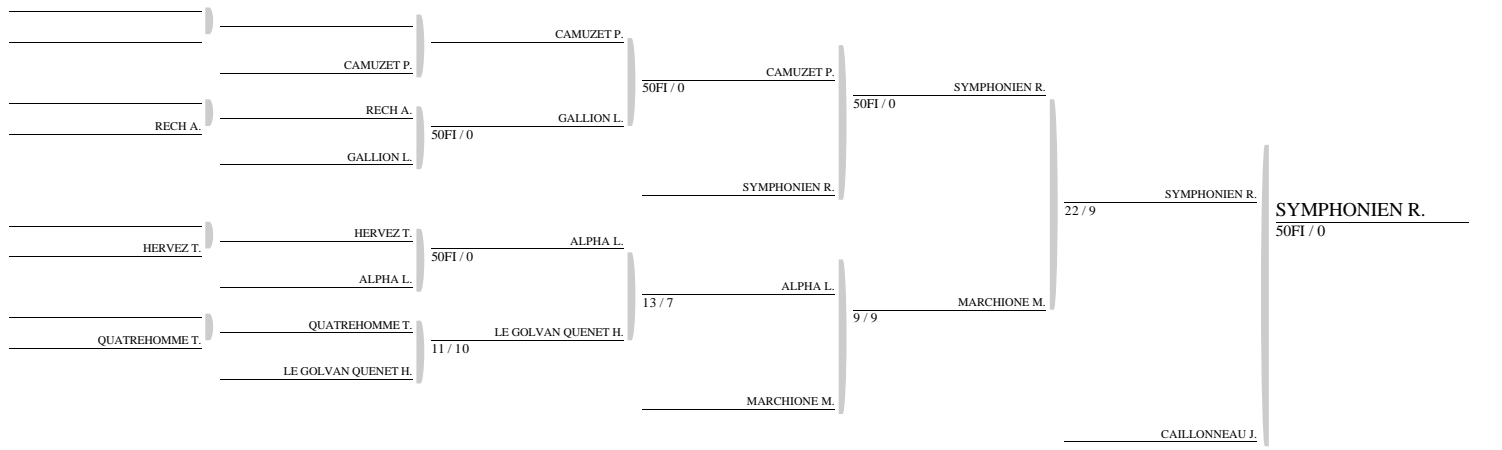 CAMUZET P.
CAMUZET P.
RECH A.
RECH A.
GALLION L.
GALLION L.
50FI / 0
CAMUZET P.
50FI / 0
SYMPHONIEN R.
SYMPHONIEN R.
50FI / 0
HERVEZ T.
HERVEZ T.
ALPHA L.
ALPHA L.
50FI / 0
QUATREHOMME T.
QUATREHOMME T.
LE GOLVAN QUENET H.
LE GOLVAN QUENET H.
11 / 10
ALPHA L.
13 / 7
MARCHIONE M.
MARCHIONE M.
9 / 9
SYMPHONIEN R.
22 / 9
CAILLONNEAU J.
SYMPHONIEN R.
50FI / 0